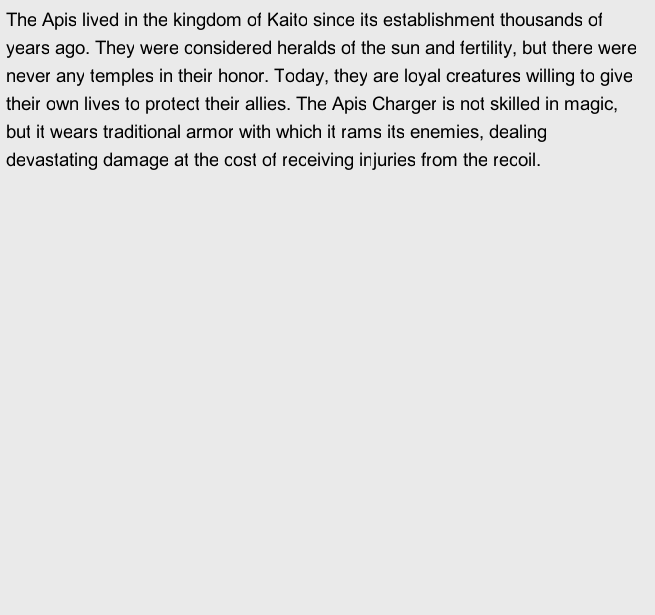 The Apis lived in the kingdom of Kaito since its establishment thousands of
years ago. They were considered heralds of the sun and fertility, but there were
never any temples in their honor. Today, they are loyal creatures willing to give
their own lives to protect their allies. The Apis Charger is not skilled in magic,
but it wears traditional armor with which it rams its enemies, dealing
devastating damage at the cost of receiving injuries from the recoil.